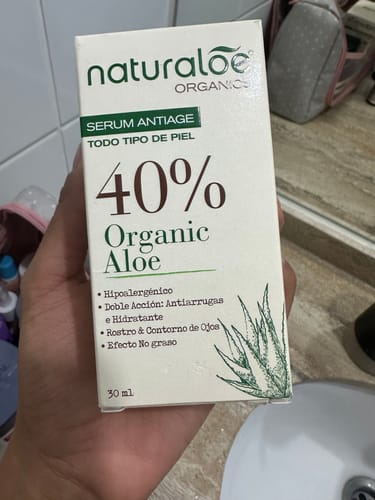 naturaloe
ORGANICS
SERUM ANTIAGE
TODO TIPO DE PIEL
40%
Organic
Aloe
• Hipoalergénico
• Doble Acción: Antiarrugas
e Hidratante
• Rostro & Contorno de Ojos
• Efecto No graso
30 ml